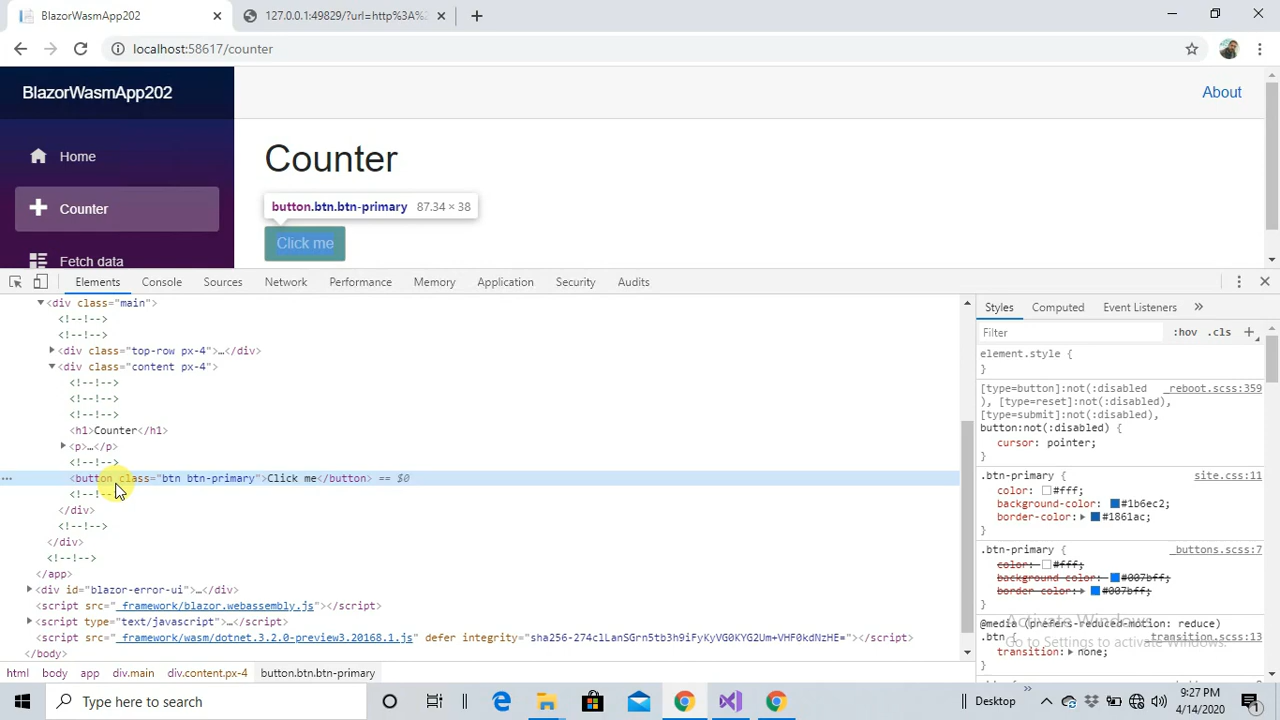 BlazorWasmApp202
127.0.0.1:49829/?url=http%3A%2
localhost:58617/counter
BlazorWasmApp202
About
Home
Counter
Fetch data
Counter
button.btn.btn-primary 87.34 × 38
Click me
Elements Console Sources Network Performance Memory Application Security Audits
<div class="main">
<!--!-->
<!--!-->
<div class="top-row px-4">…</div>
<div class="content px-4">
<!--!-->
<!--!-->
<!--!-->
<h1>Counter</h1>
<p>…</p>
<!--!-->
<button class="btn btn-primary">Click me</button> == $0
<!--!-->
</div>
<!--!-->
</div>
<!--!-->
</app>
<div id="blazor-error-ui">…</div>
<script src="_framework/blazor.webassembly.js"></script>
<script type="text/javascript">…</script>
<script src="_framework/wasm/dotnet.3.2.0-preview3.20168.1.js" defer integrity="sha256-274c1LanSGrn5tb3h9iFyKyVG0KYG2Um+VHF0kdNzHE="></script>
</body>
html body app div.main div.content.px-4 button.btn.btn-primary
Styles Computed Event Listeners »
Filter :hov .cls +
element.style {
}
[type=button]:not(:disabled _reboot.scss:359
), [type=reset]:not(:disabled),
[type=submit]:not(:disabled),
button:not(:disabled) {
cursor: pointer;
}
.btn-primary { site.css:11
color: #fff;
background-color: #1b6ec2;
border-color: #1861ac;
}
.btn-primary { _buttons.scss:7
color: #fff;
background-color: #007bff;
border-color: #007bff;
}
@media (prefers-reduced-motion: reduce)
.btn { _transition.scss:13
transition: none;
}
Activate Windows
Go to Settings to activate Windows.
Type here to search
Desktop »
9:27 PM
4/14/2020
1